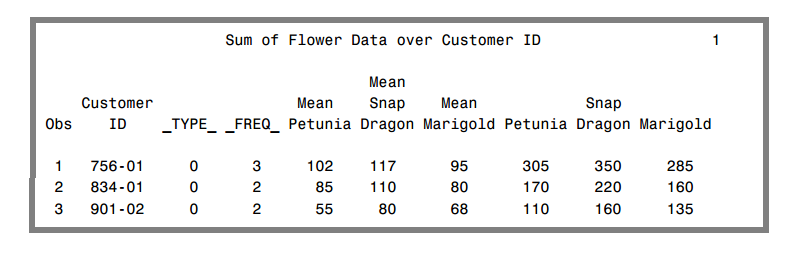 Sum of Flower Data over Customer ID 1
Mean
Customer Mean Snap Mean Snap
Obs ID _TYPE_ _FREQ_ Petunia Dragon Marigold Petunia Dragon Marigold
1 756-01 0 3 102 117 95 305 350 285
2 834-01 0 2 85 110 80 170 220 160
3 901-02 0 2 55 80 68 110 160 135